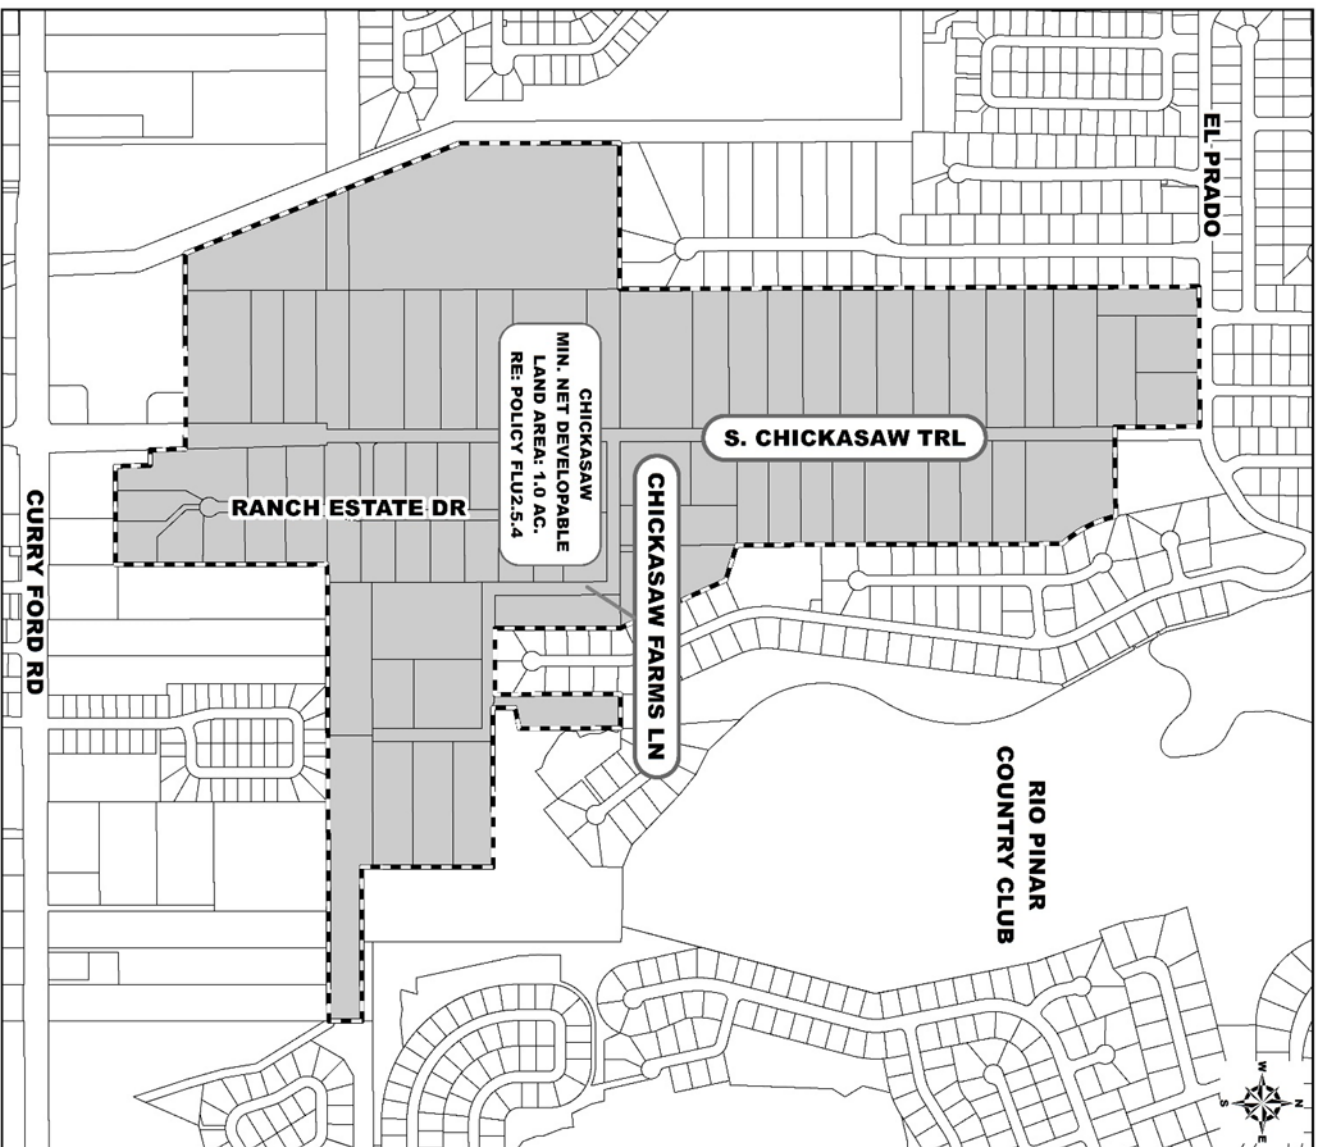 EL PRADO
CHICKASAW
MIN. NET DEVELOPABLE
LAND AREA: 1.0 AC.
RE: POLICY FLU2.5.4
S. CHICKASAW TRL
CHICKASAW FARMS LN
RANCH ESTATE DR
CURRY FORD RD
RIO PINAR
COUNTRY CLUB
W
S
N
E